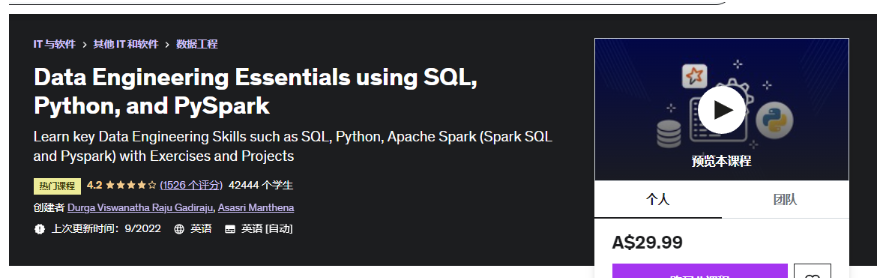 IT 与软件 > 其他 IT 和软件 > 数据工程
Data Engineering Essentials using SQL,
Python, and PySpark
Learn key Data Engineering Skills such as SQL, Python, Apache Spark (Spark SQL
and Pyspark) with Exercises and Projects
热门课程 4.2 ★★★★☆ (1526 个评分) 42444 个学生
创建者 Durga Viswanatha Raju Gadiraju, Asasri Manthena
上次更新时间：9/2022 英语 英语 [自动]
预览本课程
个人 团队
A$29.99